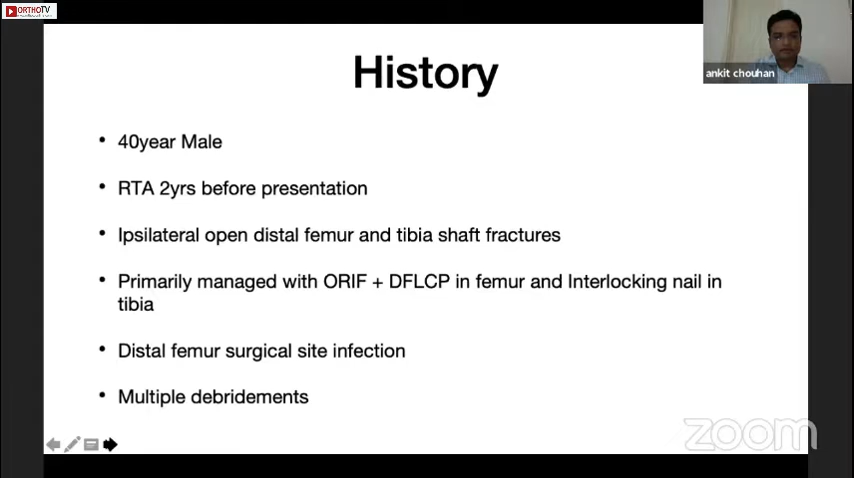 ORTHOTV
ankit chouhan
History
• 40year Male
• RTA 2yrs before presentation
• Ipsilateral open distal femur and tibia shaft fractures
• Primarily managed with ORIF + DFLCP in femur and Interlocking nail in
tibia
• Distal femur surgical site infection
• Multiple debridements
zoom